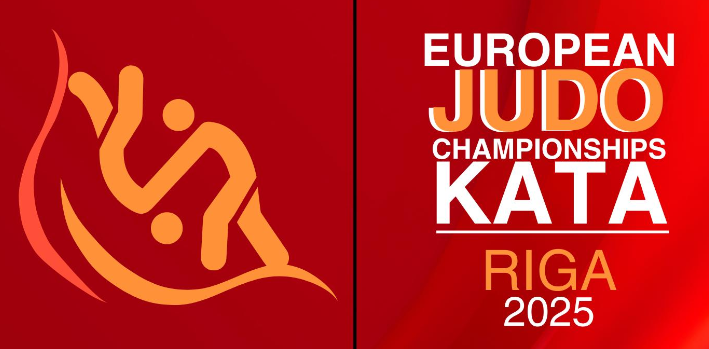 EUROPEAN
JUDO
CHAMPIONSHIPS
KATA
RIGA
2025